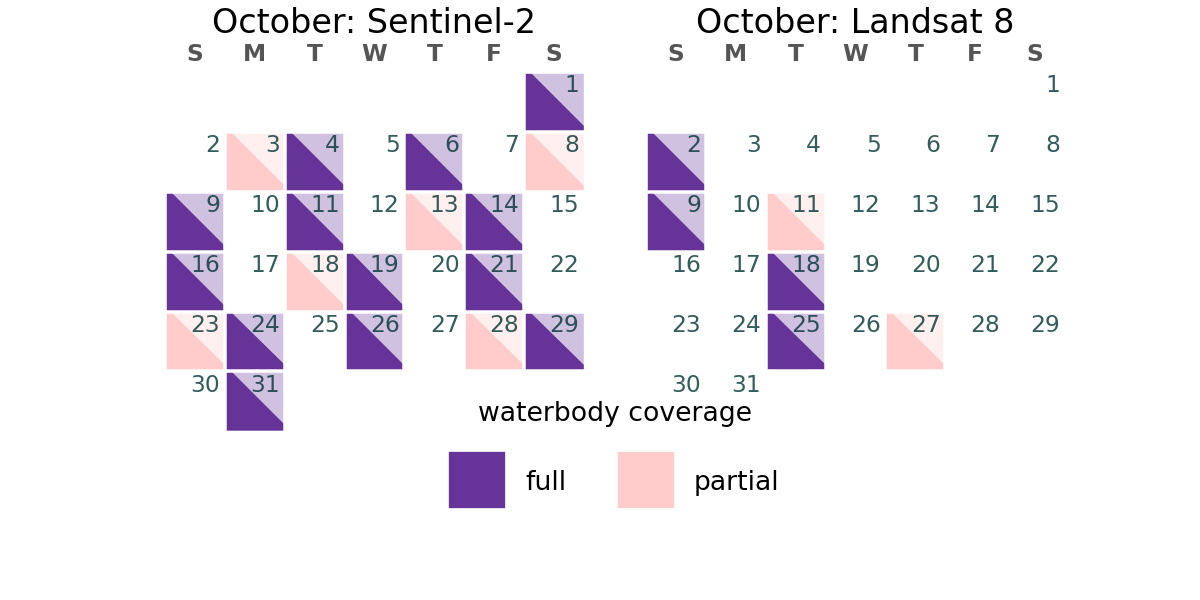 October: Sentinel-2
S M T W T F S
1
2 3 4 5 6 7 8
9 10 11 12 13 14 15
16 17 18 19 20 21 22
23 24 25 26 27 28 29
30 31
October: Landsat 8
S M T W T F S
1
2 3 4 5 6 7 8
9 10 11 12 13 14 15
16 17 18 19 20 21 22
23 24 25 26 27 28 29
30 31
waterbody coverage
full partial